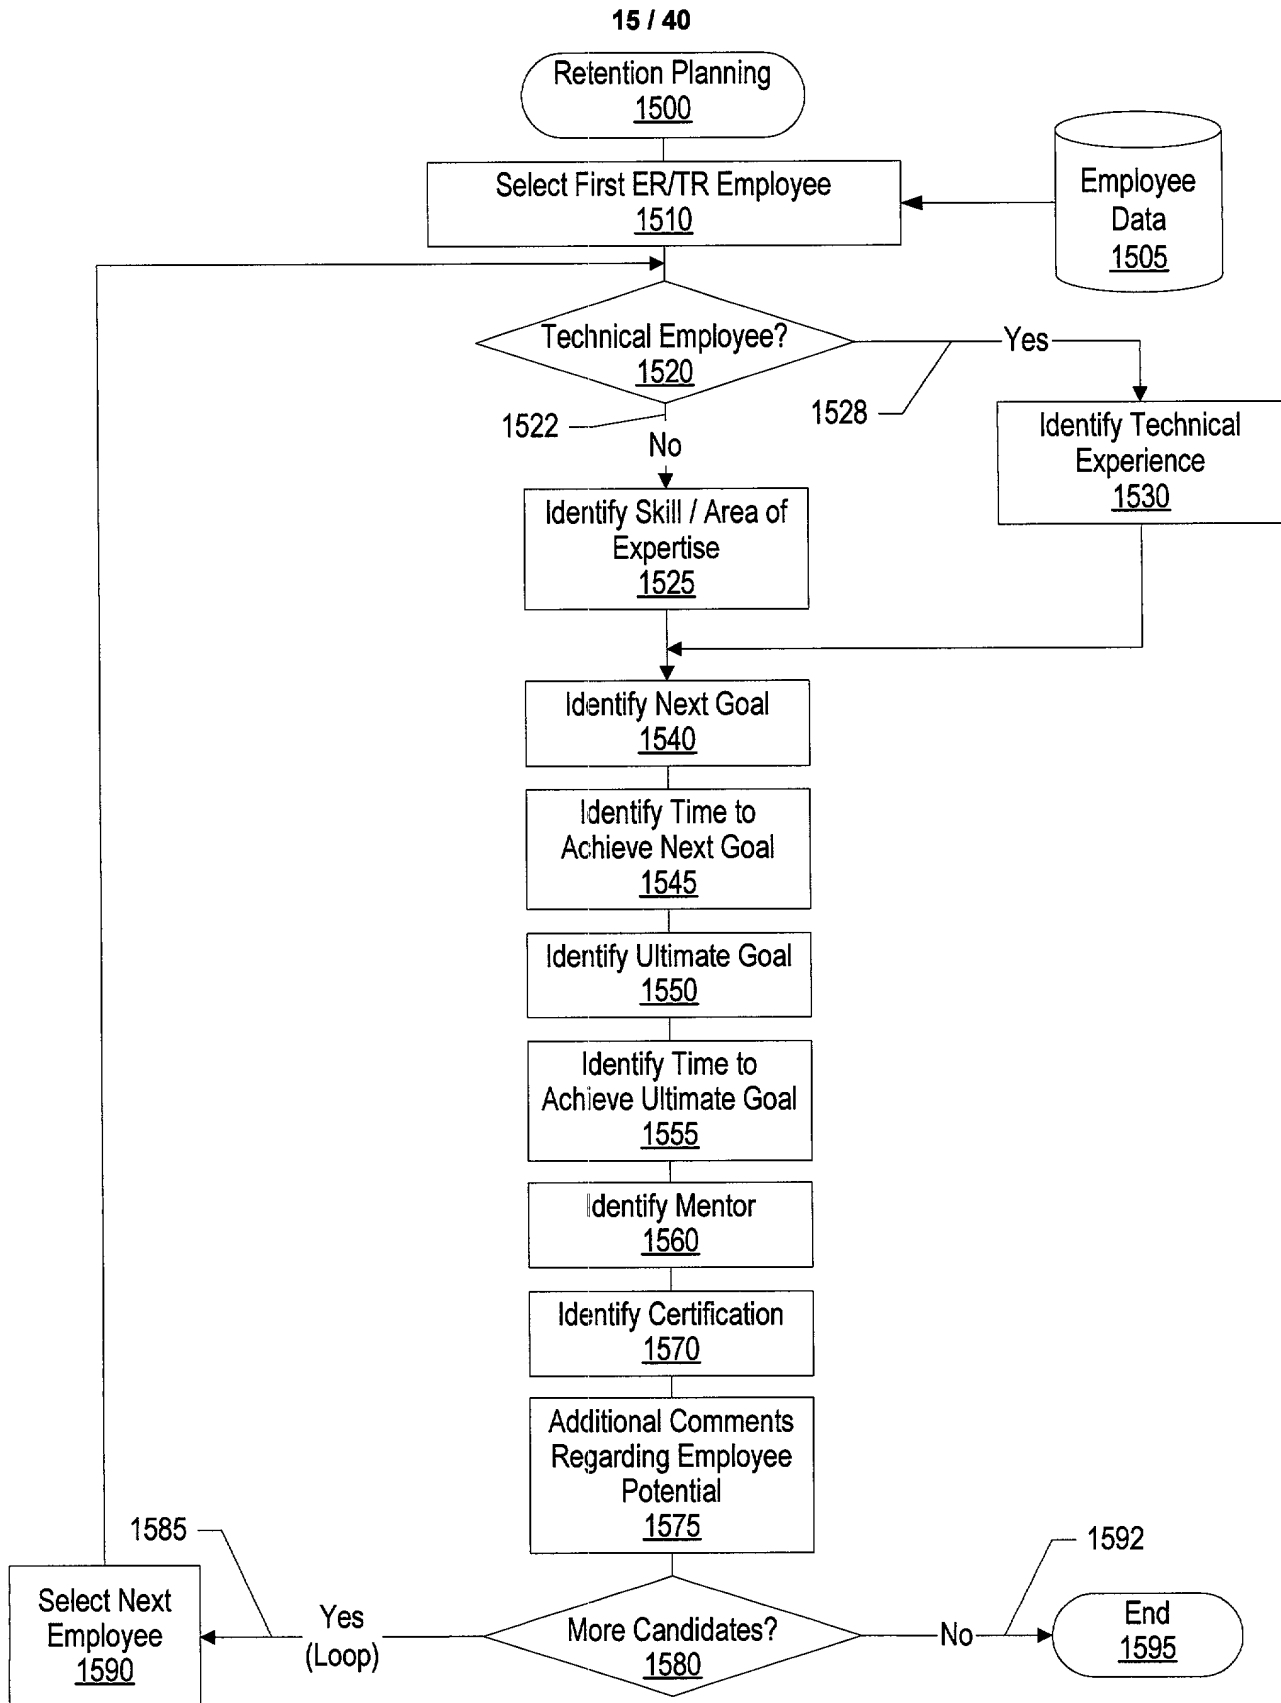 15 / 40
Retention Planning
1500
Select First ER/TR Employee
1510
Employee
Data
1505
Technical Employee?
1520
Yes
1528
1522
No
Identify Technical
Experience
1530
Identify Skill / Area of
Expertise
1525
Identify Next Goal
1540
Identify Time to
Achieve Next Goal
1545
Identify Ultimate Goal
1550
Identify Time to
Achieve Ultimate Goal
1555
Identify Mentor
1560
Identify Certification
1570
Additional Comments
Regarding Employee
Potential
1575
1585
1592
Select Next
Employee
1590
Yes
(Loop)
More Candidates?
1580
No
End
1595